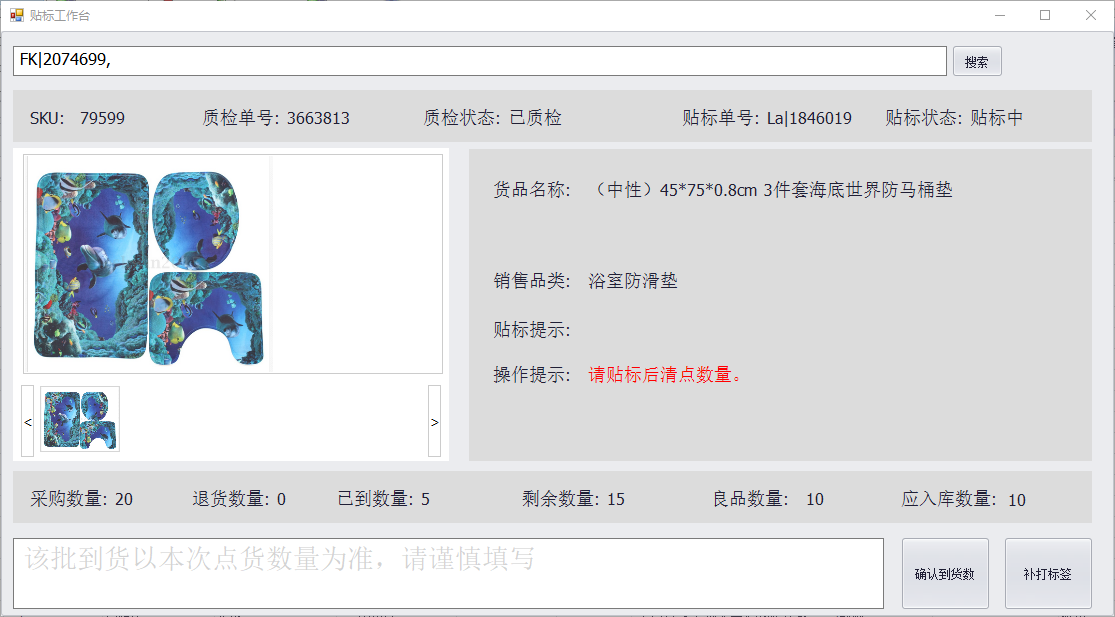 贴标工作台
FK|2074699,
搜索
SKU: 79599 质检单号: 3663813 质检状态: 已质检 贴标单号: La|1846019 贴标状态: 贴标中
货品名称: （中性）45*75*0.8cm 3件套海底世界防马桶垫
销售品类: 浴室防滑垫
贴标提示:
操作提示: 请贴标后清点数量。
< >
采购数量: 20 退货数量: 0 已到数量: 5 剩余数量: 15 良品数量: 10 应入库数量: 10
该批到货以本次点货数量为准，请谨慎填写
确认到货数 补打标签